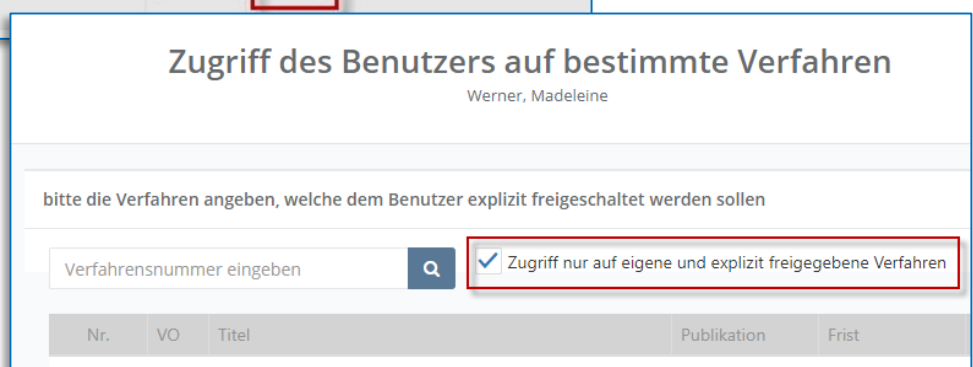 Zugriff des Benutzers auf bestimmte Verfahren
Werner, Madeleine
bitte die Verfahren angeben, welche dem Benutzer explizit freigeschaltet werden sollen
Verfahrensnummer eingeben
Zugriff nur auf eigene und explizit freigegebene Verfahren
Nr. VO Titel Publikation Frist